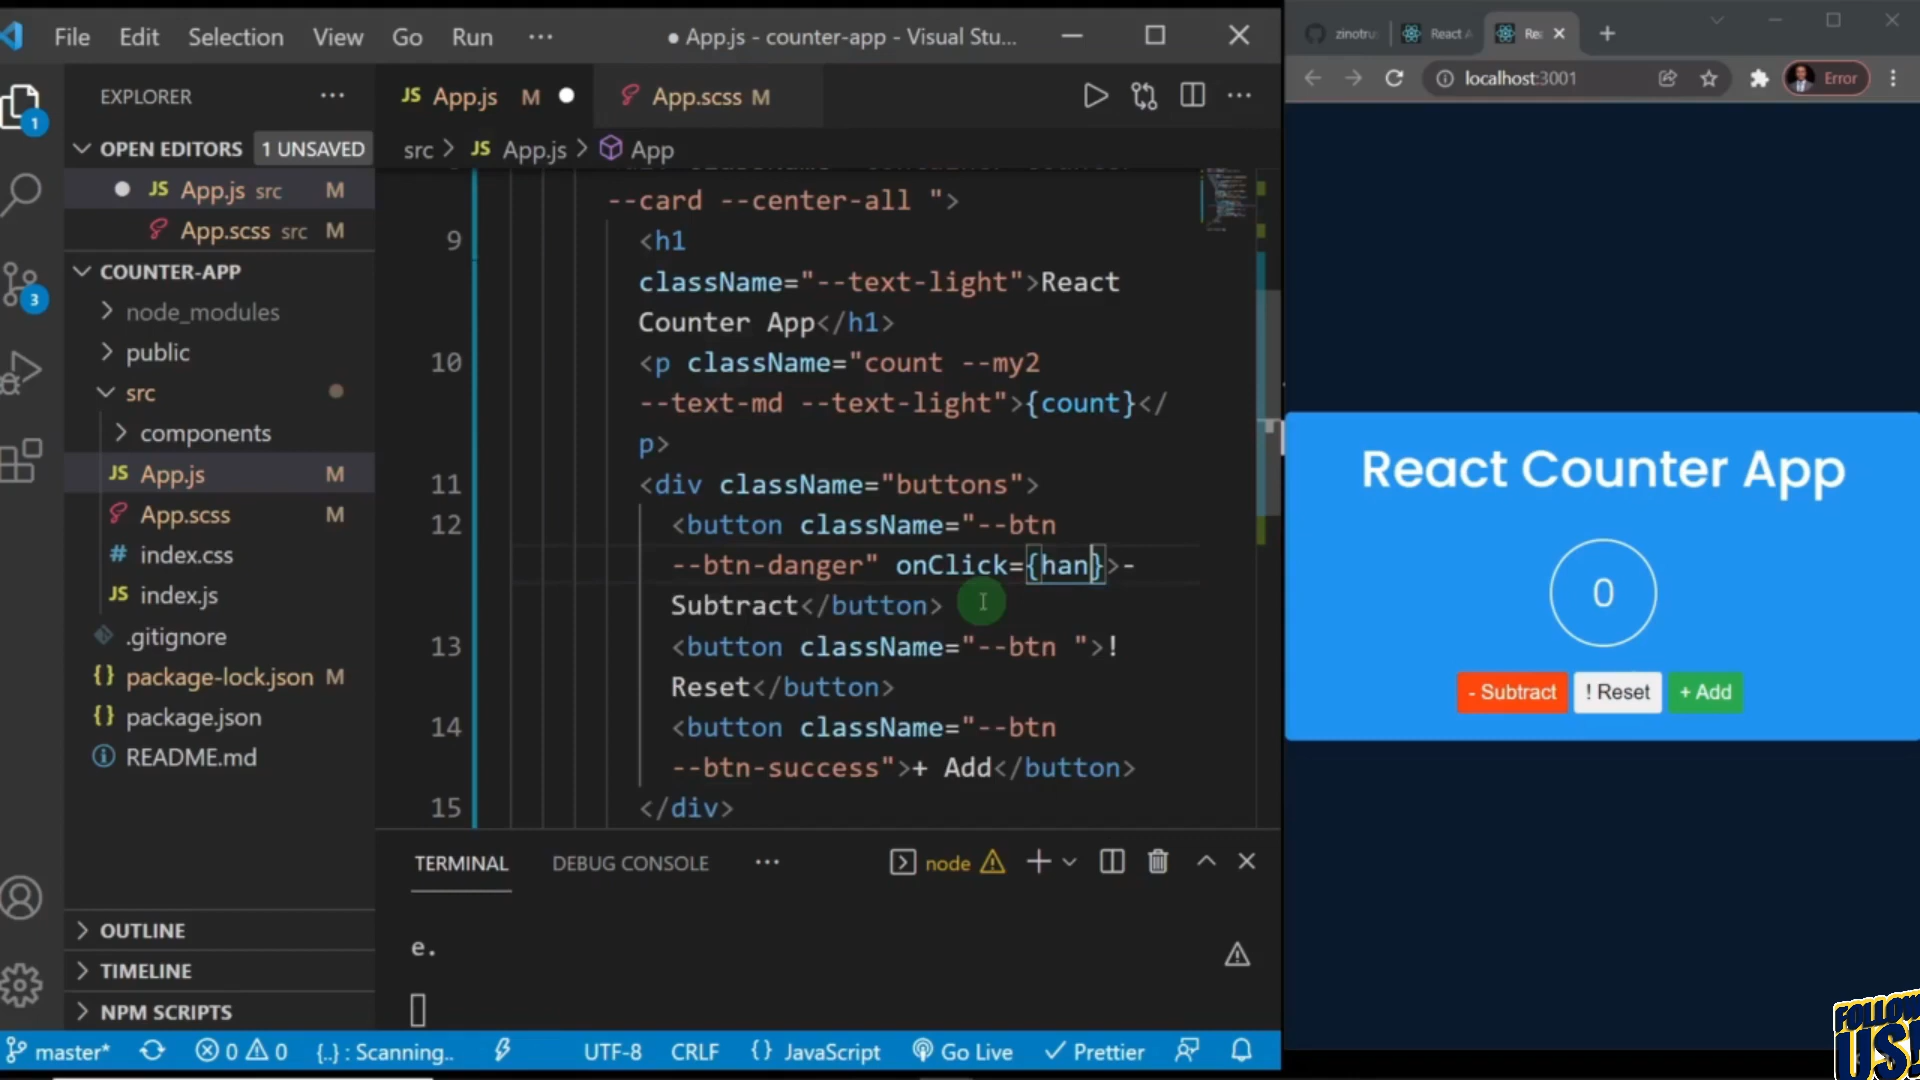 File Edit Selection View Go Run ···
● App.js - counter-app - Visual Stu...
EXPLORER ···
OPEN EDITORS 1 UNSAVED
JS App.js src M
App.scss src M
COUNTER-APP
node_modules
public
src
components
JS App.js M
App.scss M
# index.css
JS index.js
.gitignore
{} package-lock.json M
{} package.json
README.md
OUTLINE
TIMELINE
NPM SCRIPTS
1
3
JS App.js M ●
App.scss M
src > JS App.js > App
--card --center-all ">
9 <h1
className="--text-light">React
Counter App</h1>
10 <p className="count --my2
--text-md --text-light">{count}</
p>
11 <div className="buttons">
12 <button className="--btn
--btn-danger" onClick={han}>-
Subtract</button>
13 <button className="--btn ">!
Reset</button>
14 <button className="--btn
--btn-success">+ Add</button>
15 </div>
TERMINAL DEBUG CONSOLE ···
node
e.
master* 0 0 {..} : Scanning.. UTF-8 CRLF {} JavaScript Go Live Prettier
zinotru
React A
Re
localhost:3001
Error
React Counter App
0
- Subtract ! Reset + Add
FOLLOW
US!